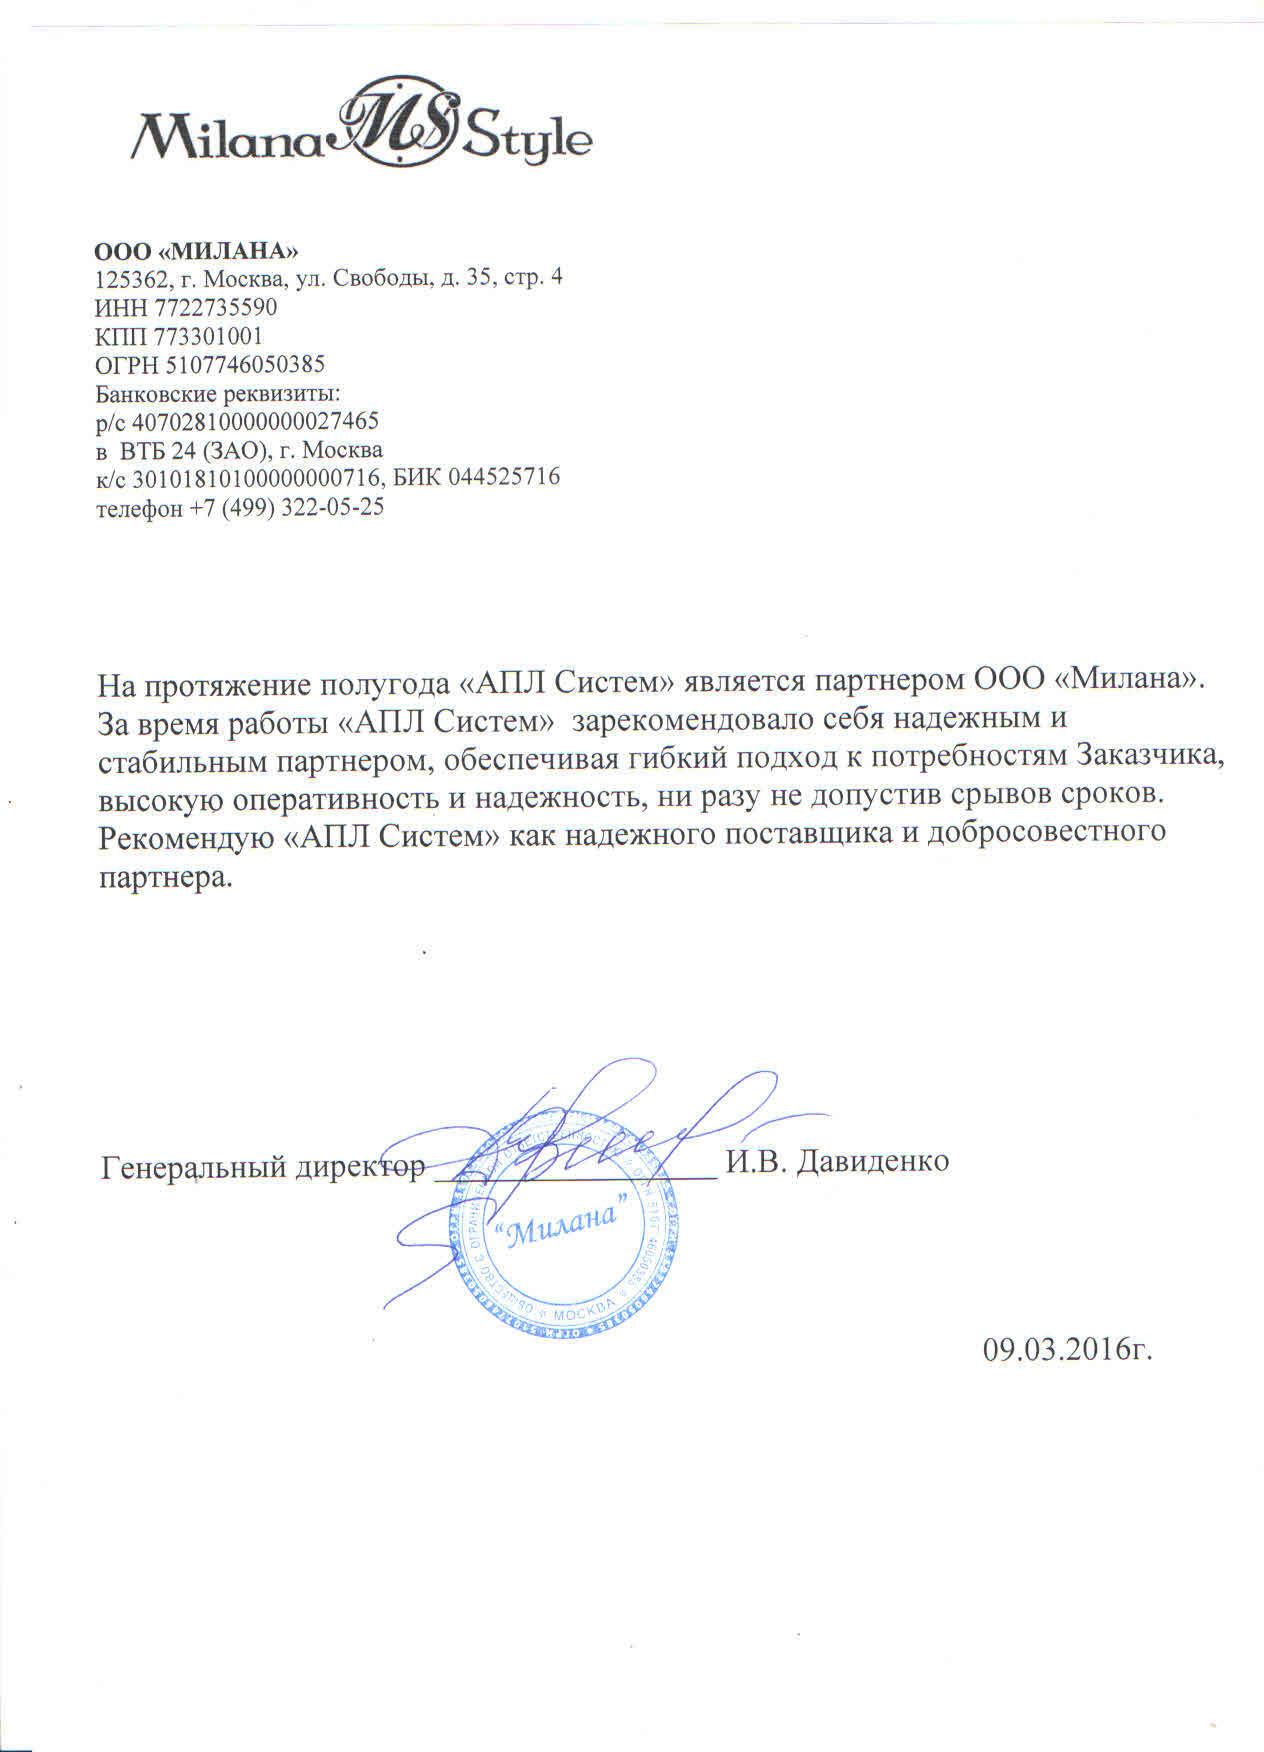 Milana MS Style
ООО «МИЛАНА»
125362, г. Москва, ул. Свободы, д. 35, стр. 4
ИНН 7722735590
КПП 773301001
ОГРН 5107746050385
Банковские реквизиты:
р/с 40702810000000027465
в ВТБ 24 (ЗАО), г. Москва
к/с 30101810100000000716, БИК 044525716
телефон +7 (499) 322-05-25
На протяжение полугода «АПЛ Систем» является партнером ООО «Милана».
За время работы «АПЛ Систем» зарекомендовало себя надежным и
стабильным партнером, обеспечивая гибкий подход к потребностям Заказчика,
высокую оперативность и надежность, ни разу не допустив срывов сроков.
Рекомендую «АПЛ Систем» как надежного поставщика и добросовестного
партнера.
Генеральный директор И.В. Давиденко
"Милана"
МОСКВА
09.03.2016г.